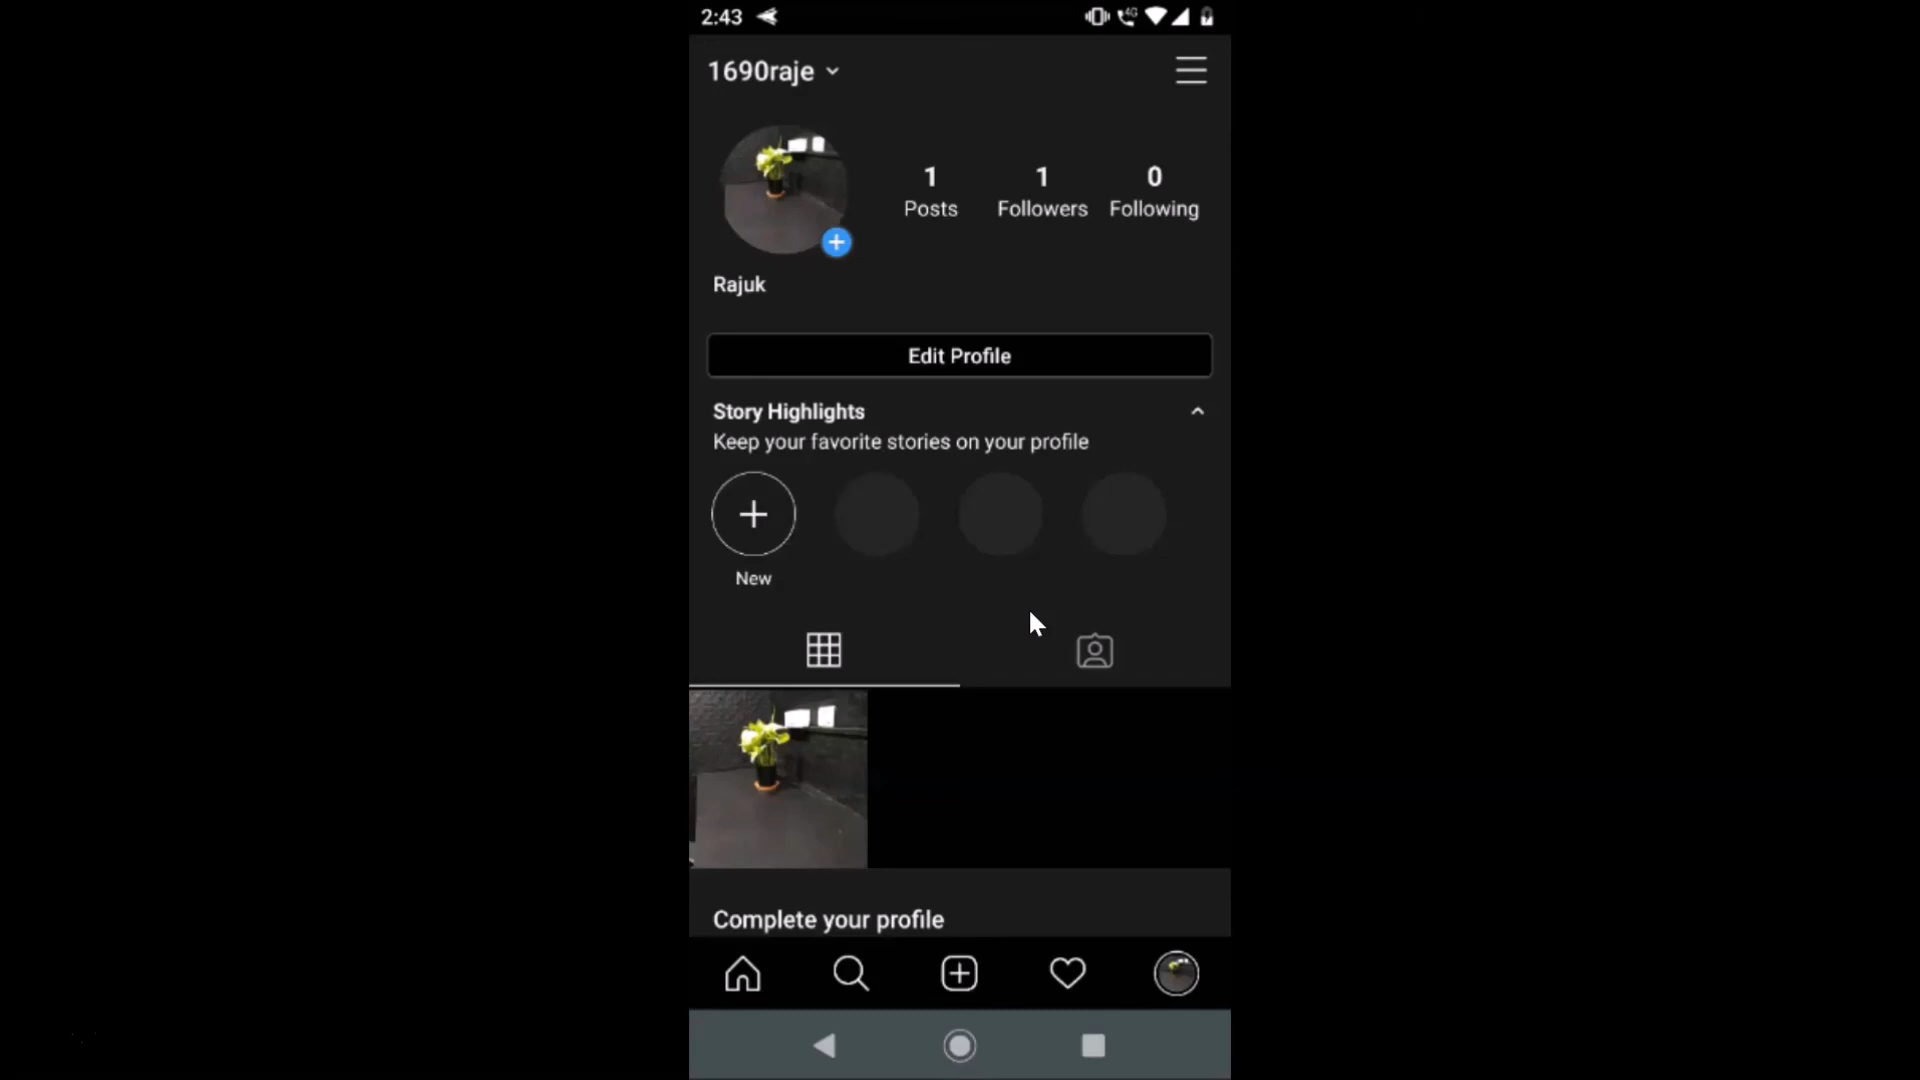 2:43
4G
1690raje
1 1 0
Posts Followers Following
Rajuk
Edit Profile
Story Highlights
Keep your favorite stories on your profile
New
Complete your profile